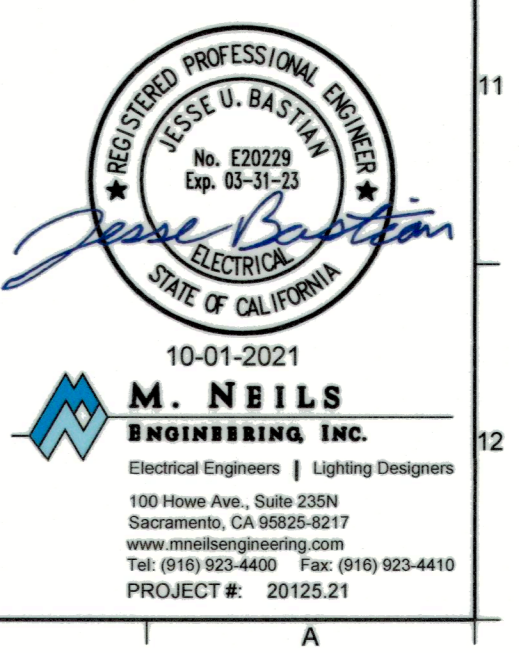 REGISTERED PROFESSIONAL ENGINEER
JESSE U. BASTIAN
No. E20229
Exp. 03-31-23
Jesse Bastian
ELECTRICAL
STATE OF CALIFORNIA
10-01-2021
M. NEILS
ENGINEERING, INC.
Electrical Engineers | Lighting Designers
100 Howe Ave., Suite 235N
Sacramento, CA 95825-8217
www.mneilsengineering.com
Tel: (916) 923-4400 Fax: (916) 923-4410
PROJECT #: 20125.21
11
12
A